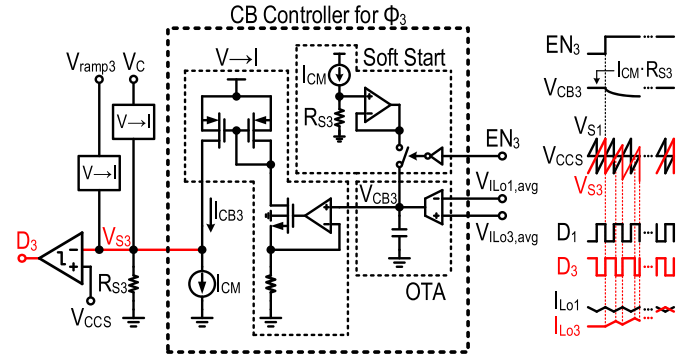 CB Controller for Φ3
V→I
Soft Start
Vramp3
VC
ICM
RS3
V→I
V→I
EN3
VCB3
VILo1,avg
VILo3,avg
ICB3
D3
VS3
RS3
ICM
VCCS
OTA
EN3
ICM·RS3
VCB3
VS1
VCCS
VS3
D1
D3
ILo1
ILo3